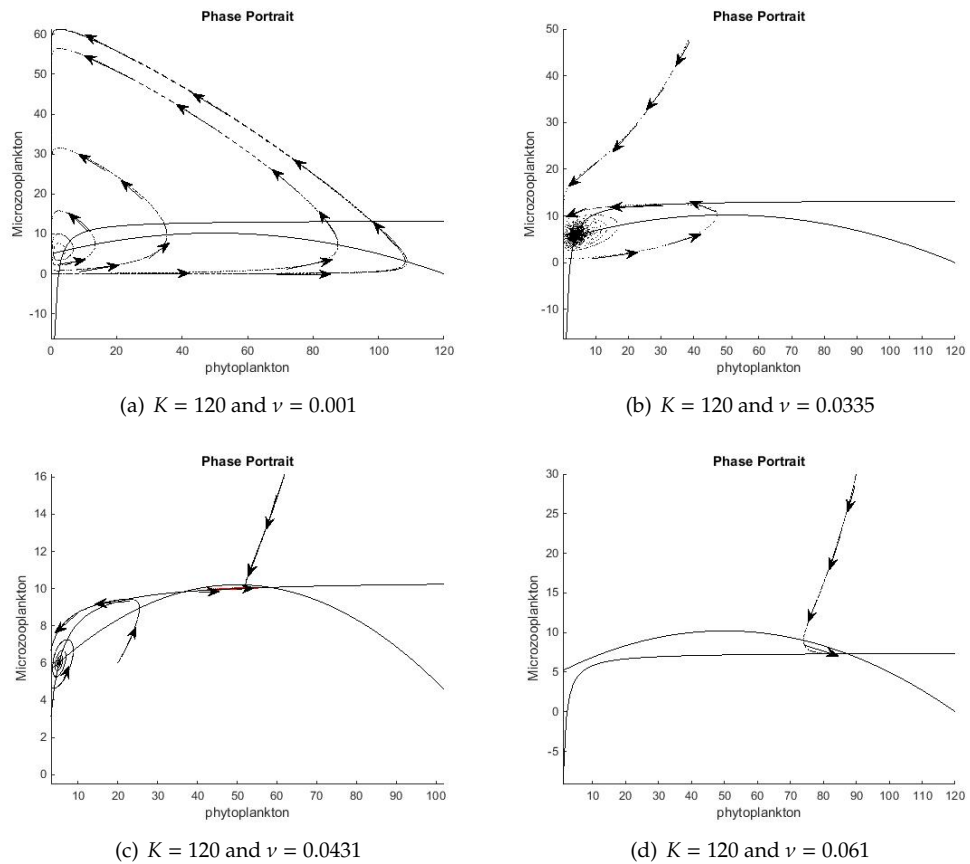 Phase Portrait
60
50
40
30
20
10
0
-10
Microzooplankton
0 20 40 60 80 100 120
phytoplankton
(a) K = 120 and ν = 0.001
Phase Portrait
50
40
30
20
10
0
-10
Microzooplankton
10 20 30 40 50 60 70 80 90 100 110 120
phytoplankton
(b) K = 120 and ν = 0.0335
Phase Portrait
16
14
12
10
8
6
4
2
0
Microzooplankton
10 20 30 40 50 60 70 80 90 100
phytoplankton
(c) K = 120 and ν = 0.0431
Phase Portrait
30
25
20
15
10
5
0
-5
Microzooplankton
10 20 30 40 50 60 70 80 90 100 110 120
phytoplankton
(d) K = 120 and ν = 0.061